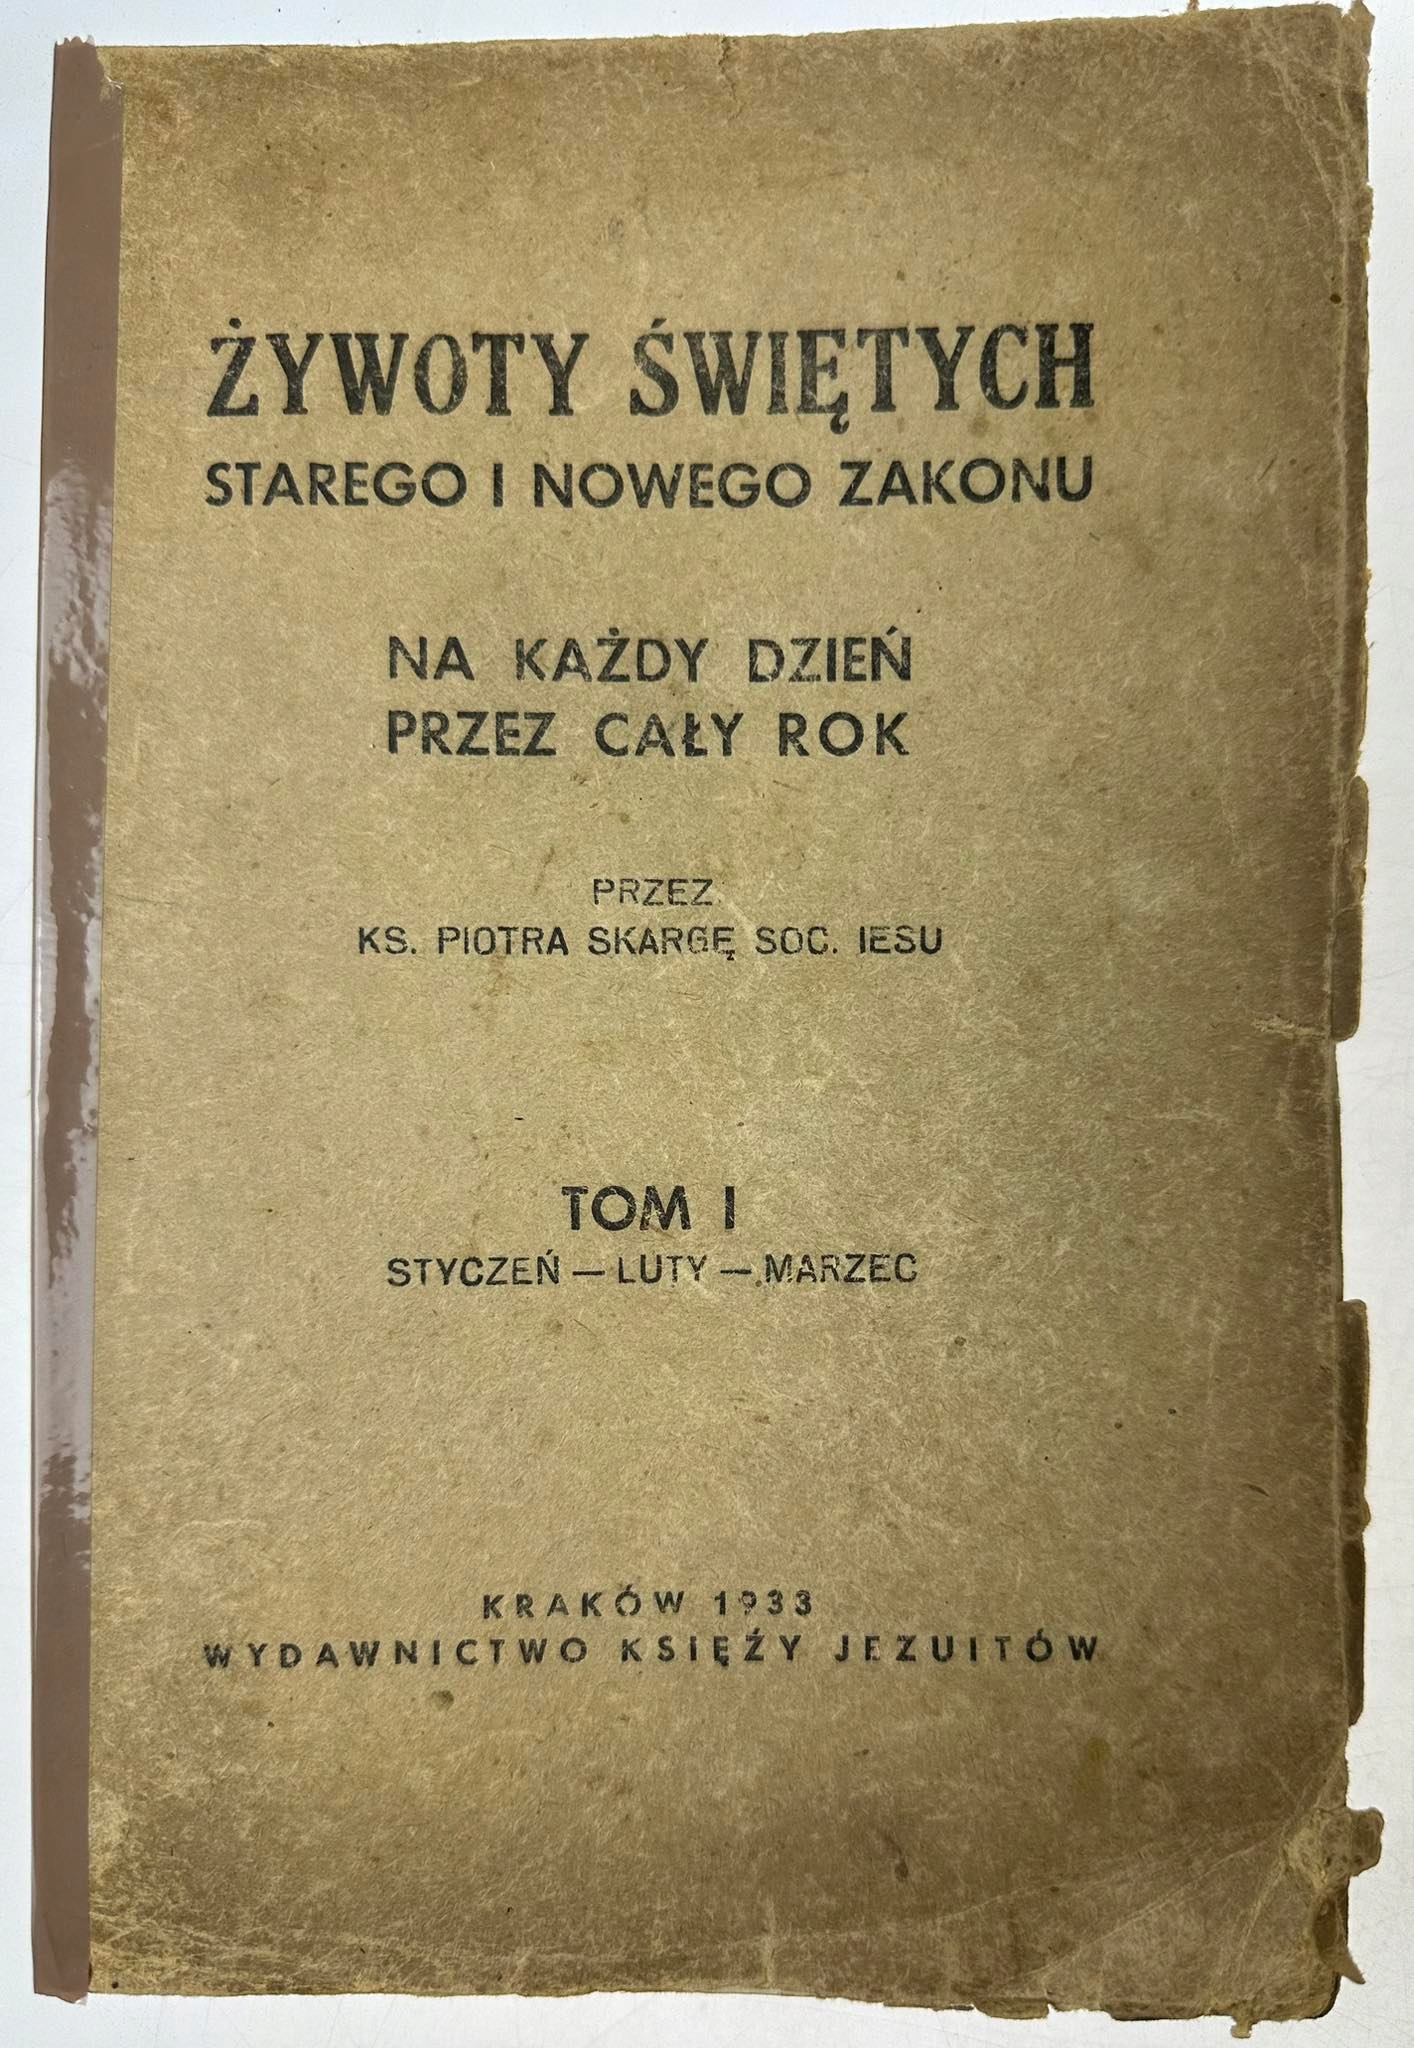 ŻYWOTY ŚWIĘTYCH
STAREGO I NOWEGO ZAKONU
NA KAŻDY DZIEŃ
PRZEZ CAŁY ROK
PRZEZ
KS. PIOTRA SKARGĘ SOC. IESU
TOM I
STYCZEŃ — LUTY — MARZEC
KRAKÓW 1933
WYDAWNICTWO KSIĘŻY JEZUITÓW